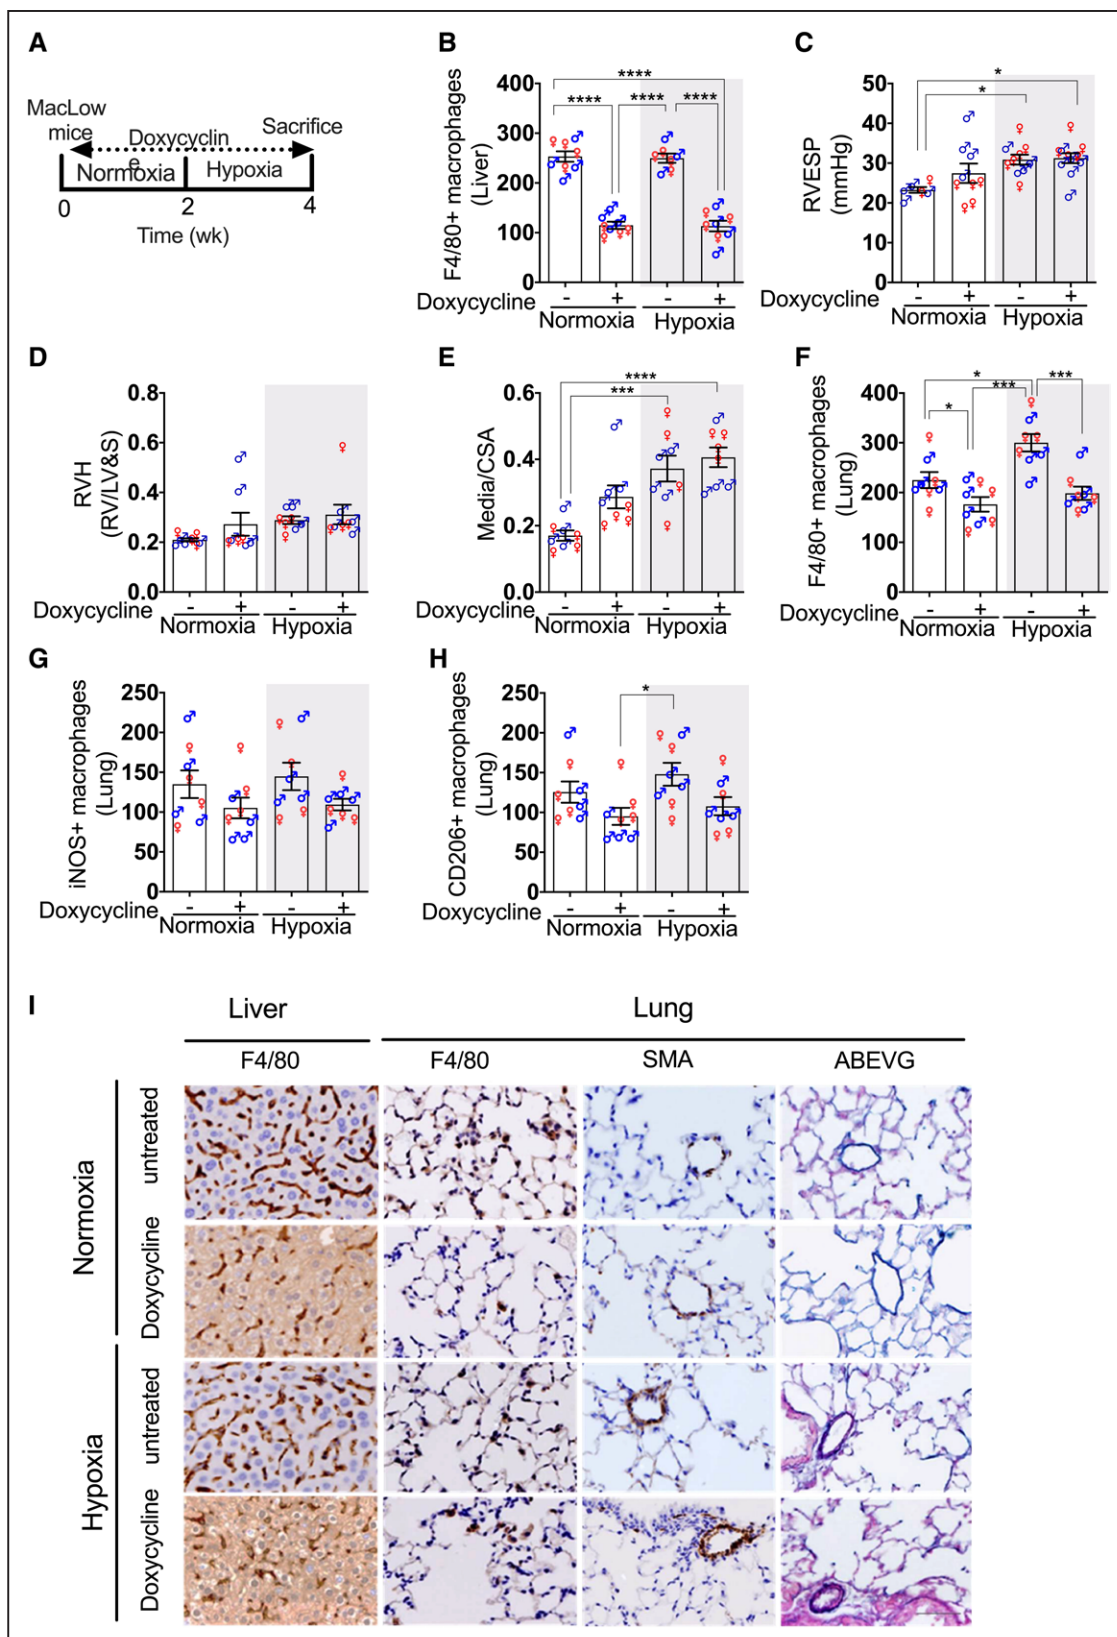 A
MacLow
mice
Doxycyclin
e
Sacrifice
Normoxia
Hypoxia
0
2
4
Time (wk)
B
F4/80+ macrophages
(Liver)
400
300
200
100
0
****
**** **** ****
Doxycycline - + - +
Normoxia Hypoxia
C
RVESP
(mmHg)
50
40
30
20
10
0
*
*
Doxycycline - + - +
Normoxia Hypoxia
D
RVH
(RV/LV&S)
0.8
0.6
0.4
0.2
0.0
Doxycycline - + - +
Normoxia Hypoxia
E
Media/CSA
0.6
0.4
0.2
0.0
****
***
Doxycycline - + - +
Normoxia Hypoxia
F
F4/80+ macrophages
(Lung)
400
300
200
100
0
* ***
***
*
Doxycycline - + - +
Normoxia Hypoxia
G
iNOS+ macrophages
(Lung)
250
200
150
100
50
0
Doxycycline - + - +
Normoxia Hypoxia
H
CD206+ macrophages
(Lung)
250
200
150
100
50
0
*
Doxycycline - + - +
Normoxia Hypoxia
I
Liver Lung
F4/80 F4/80 SMA ABEVG
Normoxia
untreated
Doxycycline
Hypoxia
untreated
Doxycycline